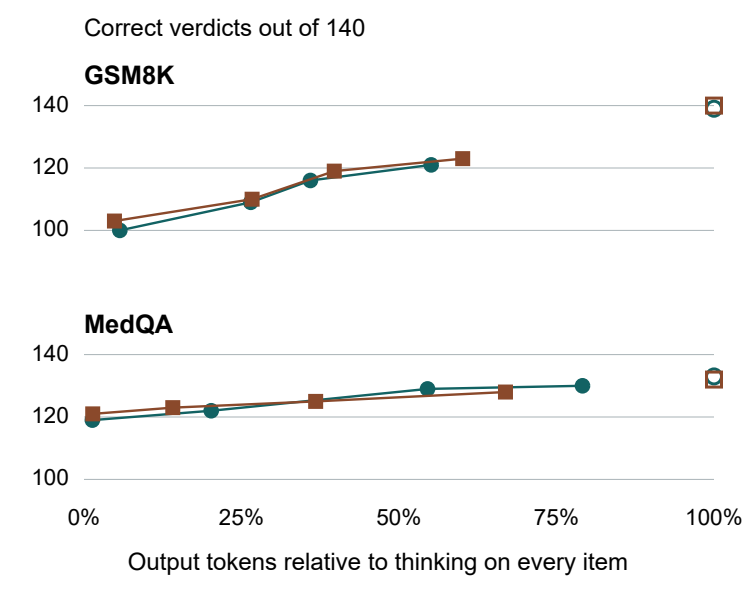 Correct verdicts out of 140
GSM8K
140
120
100
MedQA
140
120
100
0% 25% 50% 75% 100%
Output tokens relative to thinking on every item